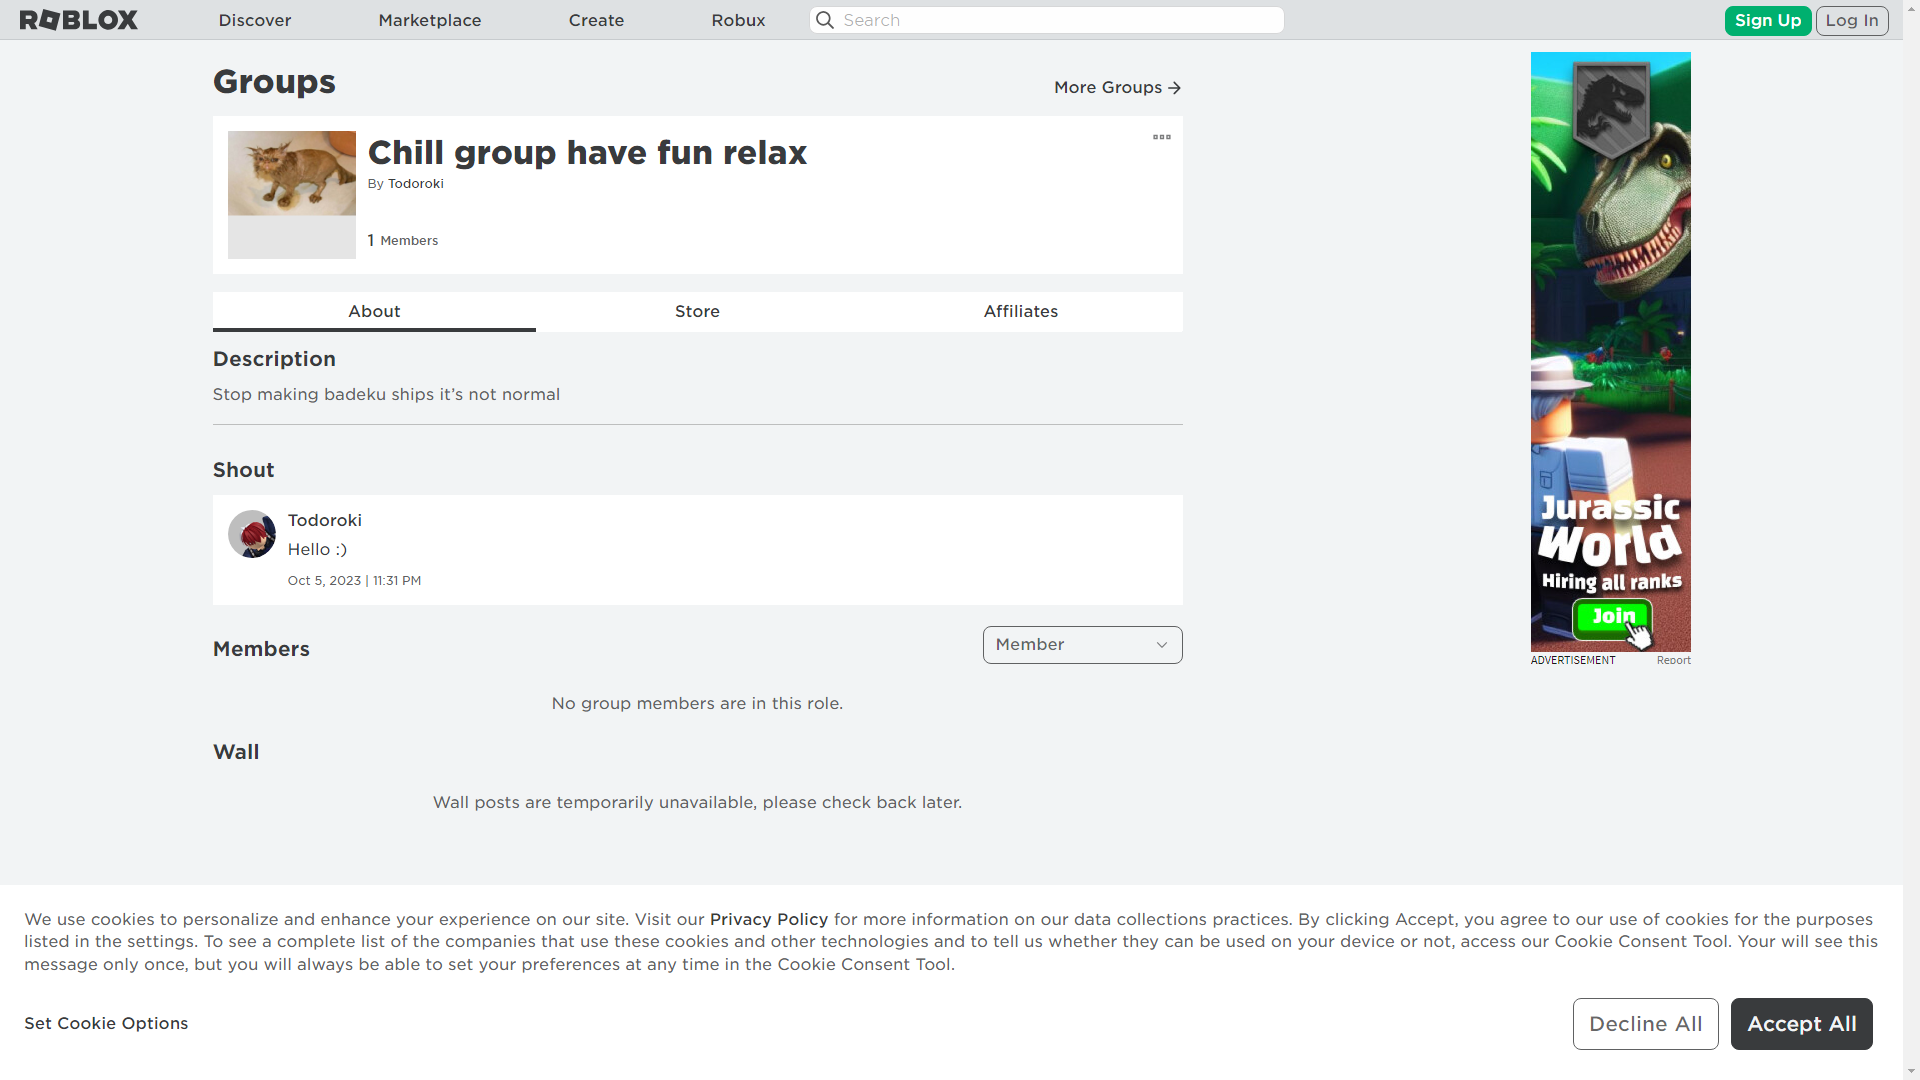 ROBLOX
Discover
Marketplace
Create
Robux
Search
Sign Up
Log In
Groups
More Groups
Chill group have fun relax
By Todoroki
1 Members
About
Store
Affiliates
Description
Stop making badeku ships it’s not normal
Shout
Todoroki
Hello :)
Oct 5, 2023 | 11:31 PM
Members
Member
No group members are in this role.
Wall
Wall posts are temporarily unavailable, please check back later.
Jurassic
World
Hiring all ranks
Join
ADVERTISEMENT
Report
We use cookies to personalize and enhance your experience on our site. Visit our Privacy Policy for more information on our data collections practices. By clicking Accept, you agree to our use of cookies for the purposes
listed in the settings. To see a complete list of the companies that use these cookies and other technologies and to tell us whether they can be used on your device or not, access our Cookie Consent Tool. Your will see this
message only once, but you will always be able to set your preferences at any time in the Cookie Consent Tool.
Set Cookie Options
Decline All
Accept All